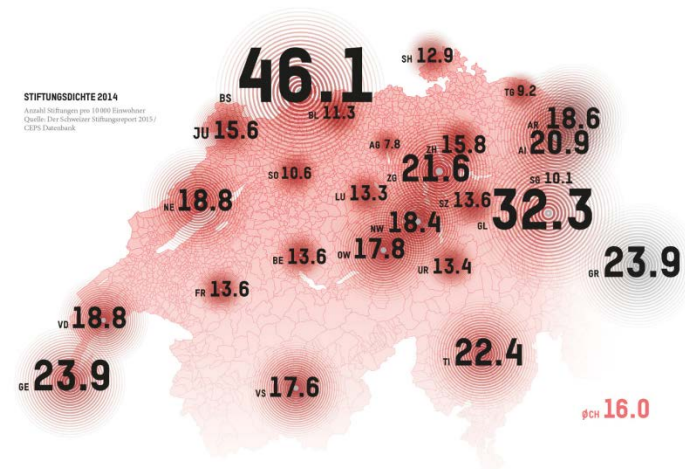 STIFTUNGSDICHTE 2014
Anzahl Stiftungen pro 10 000 Einwohner
Quelle: Der Schweizer Stiftungsreport 2015/
CEPS Datenbank
BS 46.1
SH 12.9
TG 9.2
BL 11.3
JU 15.6
AR 18.6
AI 20.9
AG 7.8
ZH 15.8
ZG 21.6
SO 10.6
SG 10.1
LU 13.3
SZ 13.6
NE 18.8
GL 32.3
NW 18.4
OW 17.8
BE 13.6
UR 13.4
GR 23.9
FR 13.6
VD 18.8
TI 22.4
GE 23.9
VS 17.6
ØCH 16.0